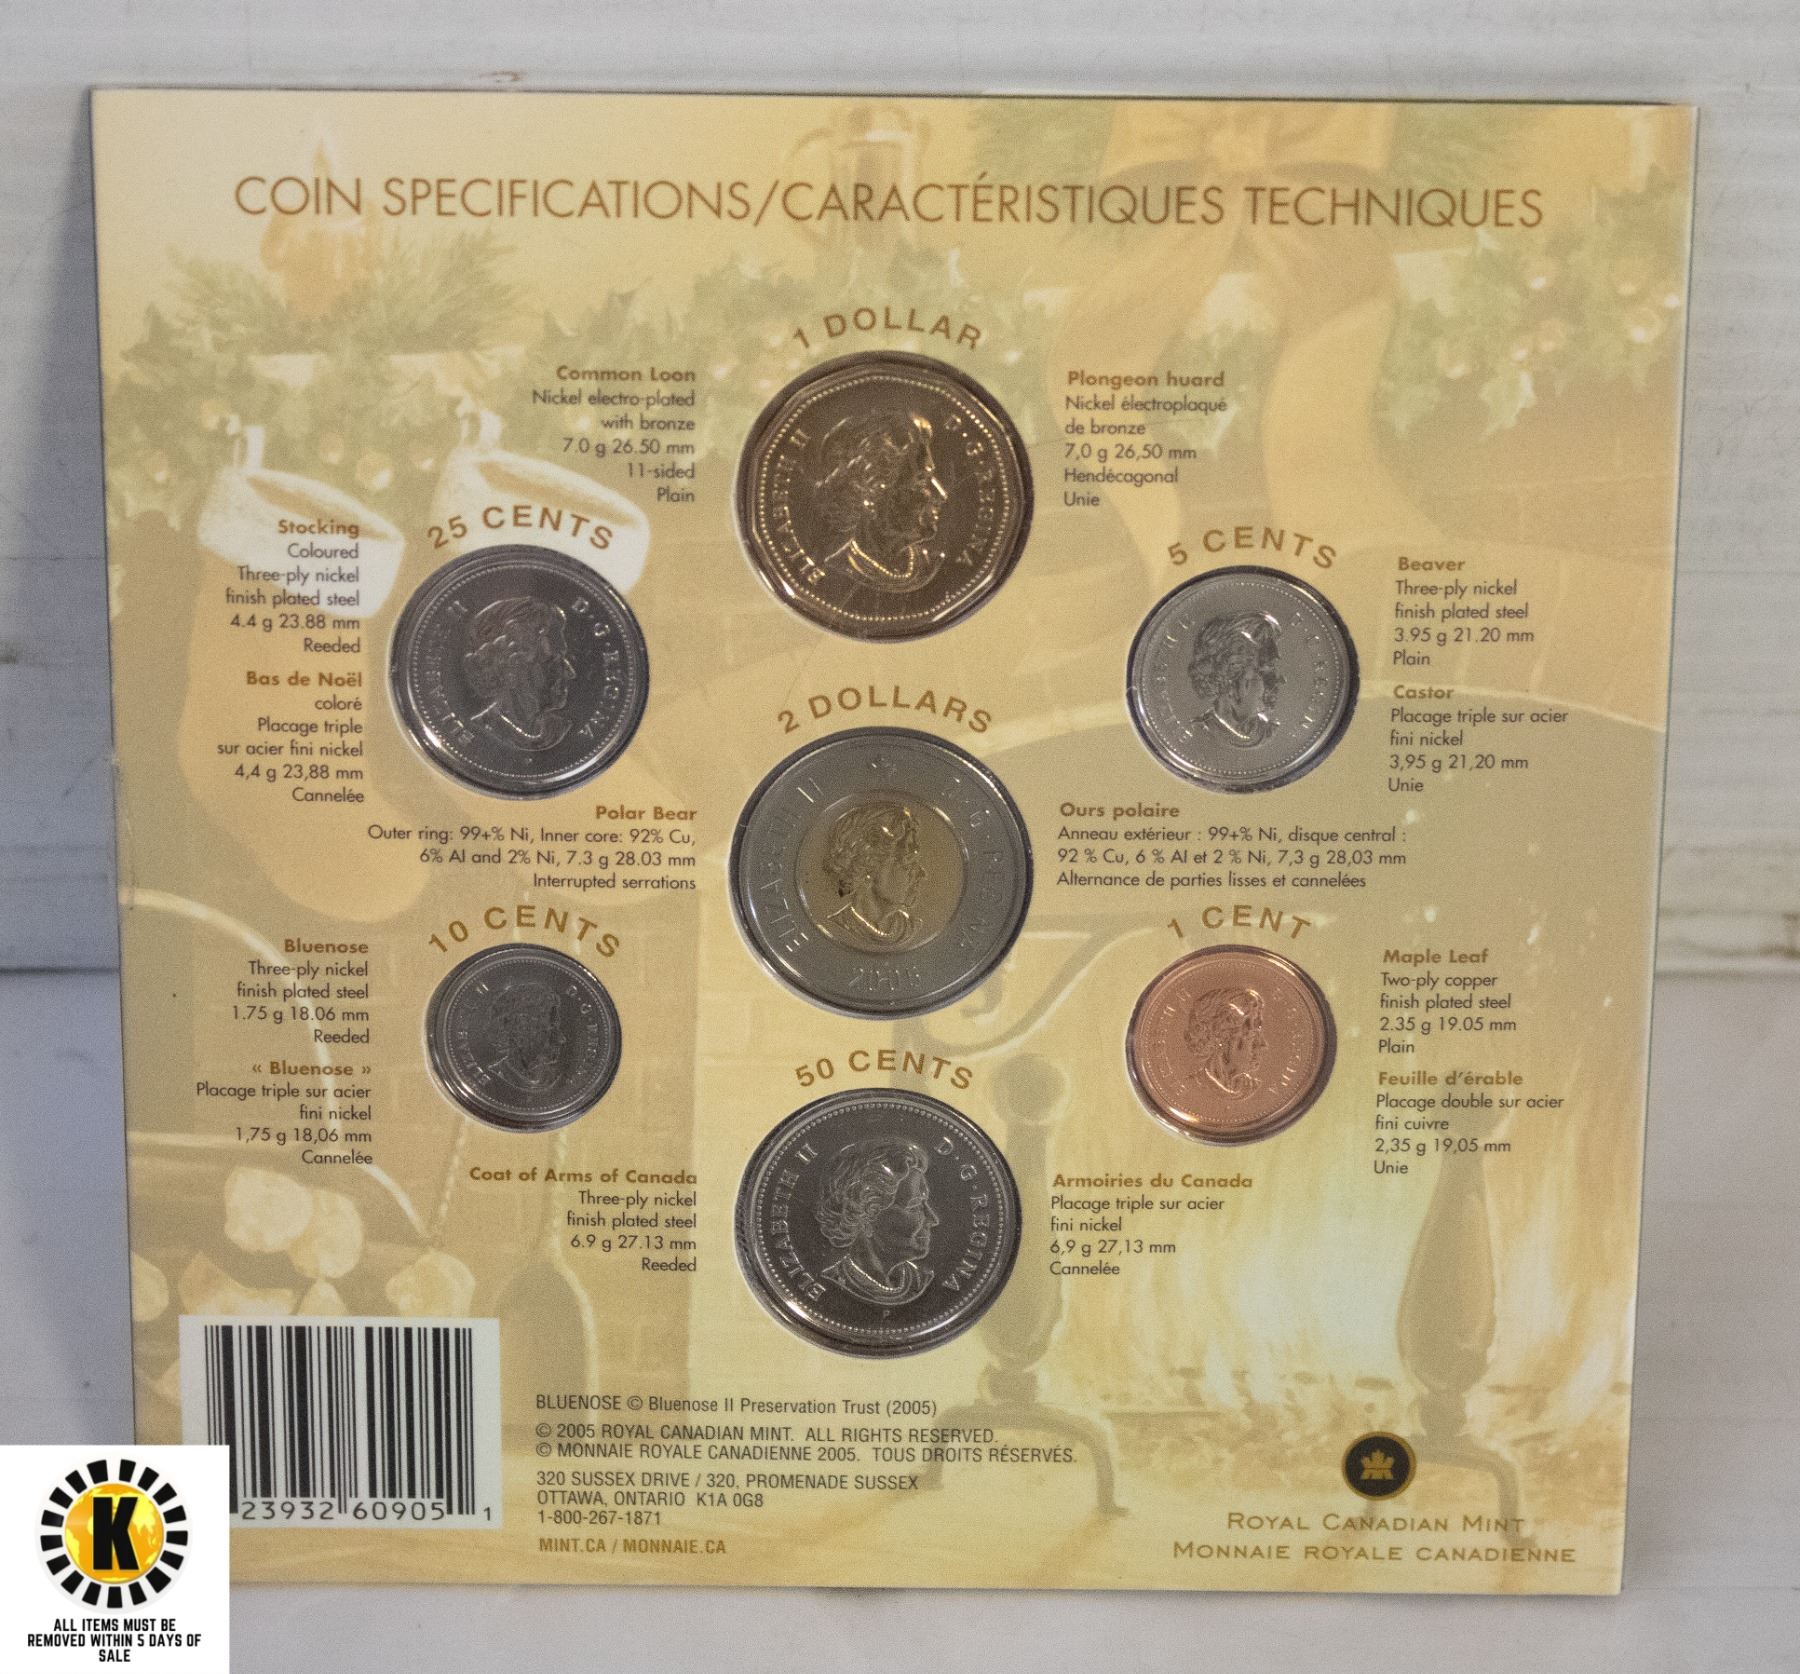 COIN SPECIFICATIONS/CARACTÉRISTIQUES TECHNIQUES
1 DOLLAR
Common Loon
Nickel electro-plated
with bronze
7.0 g 26.50 mm
11-sided
Plain
Plongeon huard
Nickel électroplaqué
de bronze
7,0 g 26,50 mm
Hendécagonal
Unie
ELIZABETH II D·G·REGINA
25 CENTS
Stocking
Coloured
Three-ply nickel
finish plated steel
4.4 g 23.88 mm
Reeded
Bas de Noël
coloré
Placage triple
sur acier fini nickel
4,4 g 23,88 mm
Cannelée
ELIZABETH II D·G·REGINA
P
5 CENTS
Beaver
Three-ply nickel
finish plated steel
3.95 g 21.20 mm
Plain
Castor
Placage triple sur acier
fini nickel
3,95 g 21,20 mm
Unie
2 DOLLARS
Polar Bear
Outer ring: 99+% Ni, Inner core: 92% Cu,
6% Al and 2% Ni, 7.3 g 28.03 mm
Interrupted serrations
Ours polaire
Anneau extérieur : 99+% Ni, disque central :
92 % Cu, 6 % Al et 2 % Ni, 7,3 g 28,03 mm
Alternance de parties lisses et cannelées
10 CENTS
Bluenose
Three-ply nickel
finish plated steel
1.75 g 18.06 mm
Reeded
« Bluenose »
Placage triple sur acier
fini nickel
1,75 g 18,06 mm
Cannelée
1 CENT
Maple Leaf
Two-ply copper
finish plated steel
2.35 g 19.05 mm
Plain
Feuille d'érable
Placage double sur acier
fini cuivre
2,35 g 19,05 mm
Unie
50 CENTS
Coat of Arms of Canada
Three-ply nickel
finish plated steel
6.9 g 27.13 mm
Reeded
Armoiries du Canada
Placage triple sur acier
fini nickel
6,9 g 27,13 mm
Cannelée
ELIZABETH II D·G·REGINA
P
23932 60905 1
BLUENOSE © Bluenose II Preservation Trust (2005)
© 2005 ROYAL CANADIAN MINT. ALL RIGHTS RESERVED.
© MONNAIE ROYALE CANADIENNE 2005. TOUS DROITS RÉSERVÉS.
320 SUSSEX DRIVE / 320, PROMENADE SUSSEX
OTTAWA, ONTARIO K1A 0G8
1-800-267-1871
MINT.CA / MONNAIE.CA
ROYAL CANADIAN MINT
MONNAIE ROYALE CANADIENNE
K
ALL ITEMS MUST BE
REMOVED WITHIN 5 DAYS OF
SALE